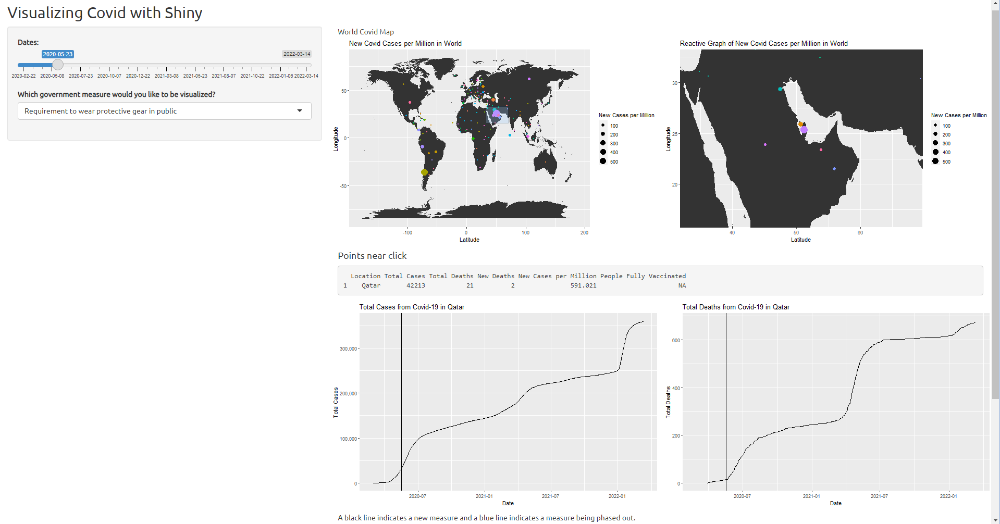 Visualizing Covid with Shiny
Dates:
2020-05-23
2022-03-14
2020-02-22 2020-05-08 2020-07-23 2020-10-07 2020-12-22 2021-03-08 2021-05-23 2021-08-07 2021-10-22 2022-01-06 2022-03-14
Which government measure would you like to be visualized?
Requirement to wear protective gear in public
World Covid Map
New Covid Cases per Million in World
50
0
-50
Longitude
-100 0 100 200
Latitude
New Cases per Million
100
200
300
400
500
Reactive Graph of New Covid Cases per Million in World
30
25
20
Longitude
40 50 60
Latitude
New Cases per Million
100
200
300
400
500
Points near click
Location Total Cases Total Deaths New Deaths New Cases per Million People Fully Vaccinated
1 Qatar 42213 21 2 591.021 NA
Total Cases from Covid-19 in Qatar
300,000
200,000
100,000
0
Total Cases
2020-07 2021-01 2021-07 2022-01
Date
Total Deaths from Covid-19 in Qatar
600
400
200
0
Total Deaths
2020-07 2021-01 2021-07 2022-01
Date
A black line indicates a new measure and a blue line indicates a measure being phased out.